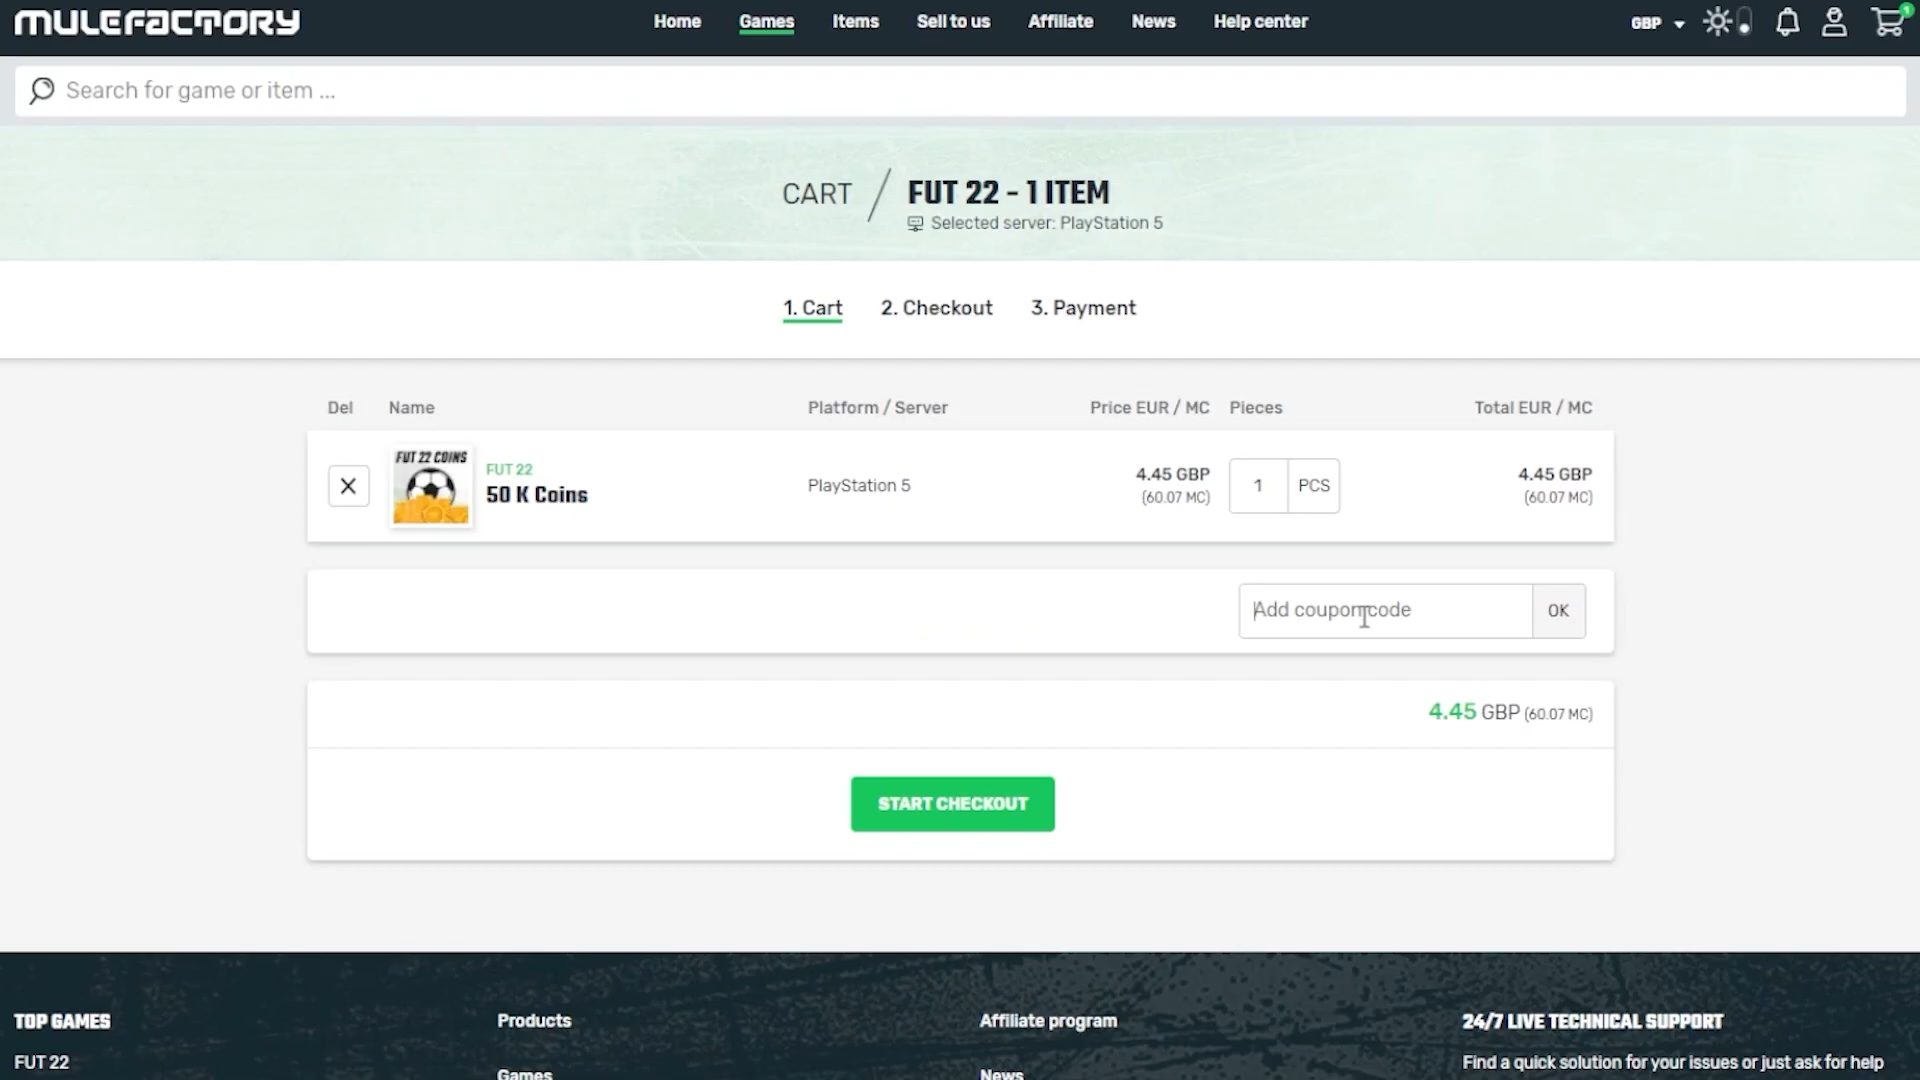 MULEFACTORY
Home Games Items Sell to us Affiliate News Help center
GBP
1
Search for game or item ...
CART / FUT 22 - 1 ITEM
Selected server: PlayStation 5
1. Cart 2. Checkout 3. Payment
Del Name Platform / Server Price EUR / MC Pieces Total EUR / MC
FUT 22 COINS
FUT 22
50 K Coins
PlayStation 5
4.45 GBP
(60.07 MC)
1 PCS
4.45 GBP
(60.07 MC)
Add coupon code OK
4.45 GBP (60.07 MC)
START CHECKOUT
TOP GAMES
FUT 22
Products
Games
Affiliate program
News
24/7 LIVE TECHNICAL SUPPORT
Find a quick solution for your issues or just ask for help